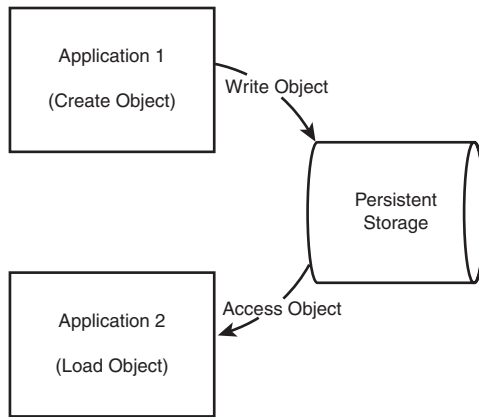 Application 1
(Create Object)
Write Object
Persistent
Storage
Access Object
Application 2
(Load Object)